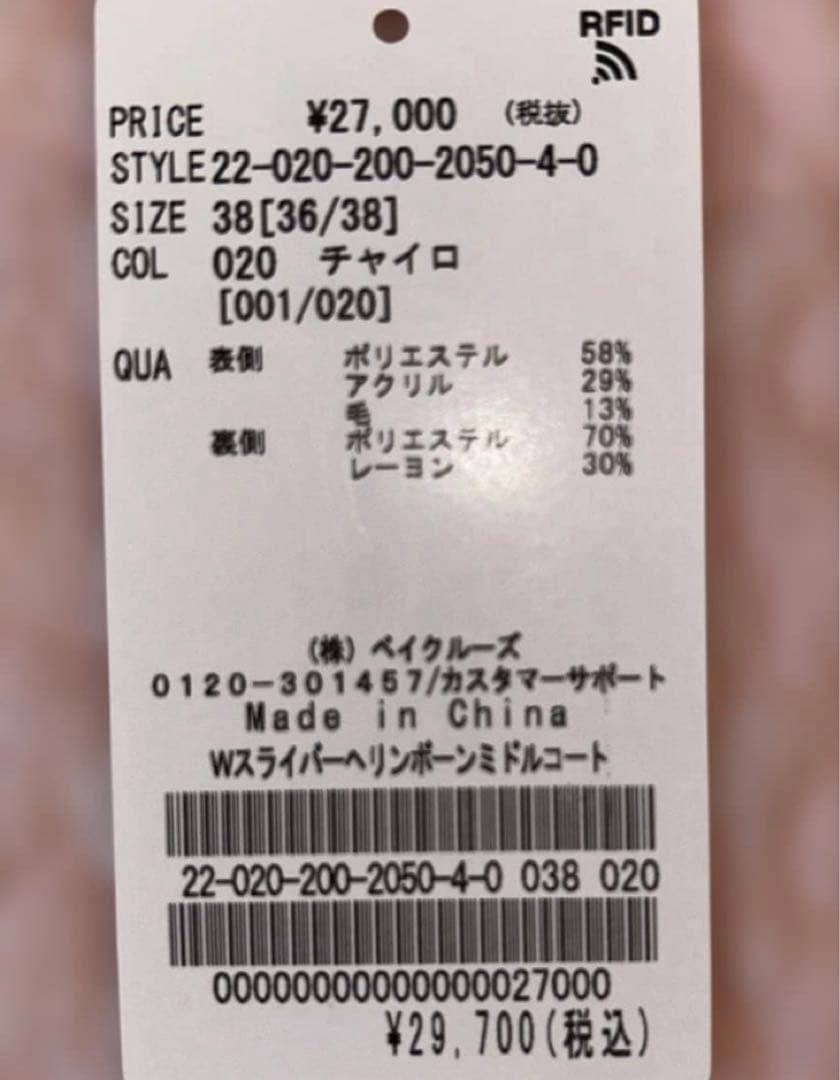 RFID
PRICE ¥27,000 (税抜)
STYLE 22-020-200-2050-4-0
SIZE 38[36/38]
COL 020 チャイロ
[001/020]
QUA 表側 ポリエステル 58%
アクリル 29%
毛 13%
裏側 ポリエステル 70%
レーヨン 30%
(株) ベイクルーズ
0120-301457/カスタマーサポート
Made in China
Wスライバーヘリンボーンミドルコート
22-020-200-2050-4-0 038 020
00000000000000027000
¥29,700(税込)